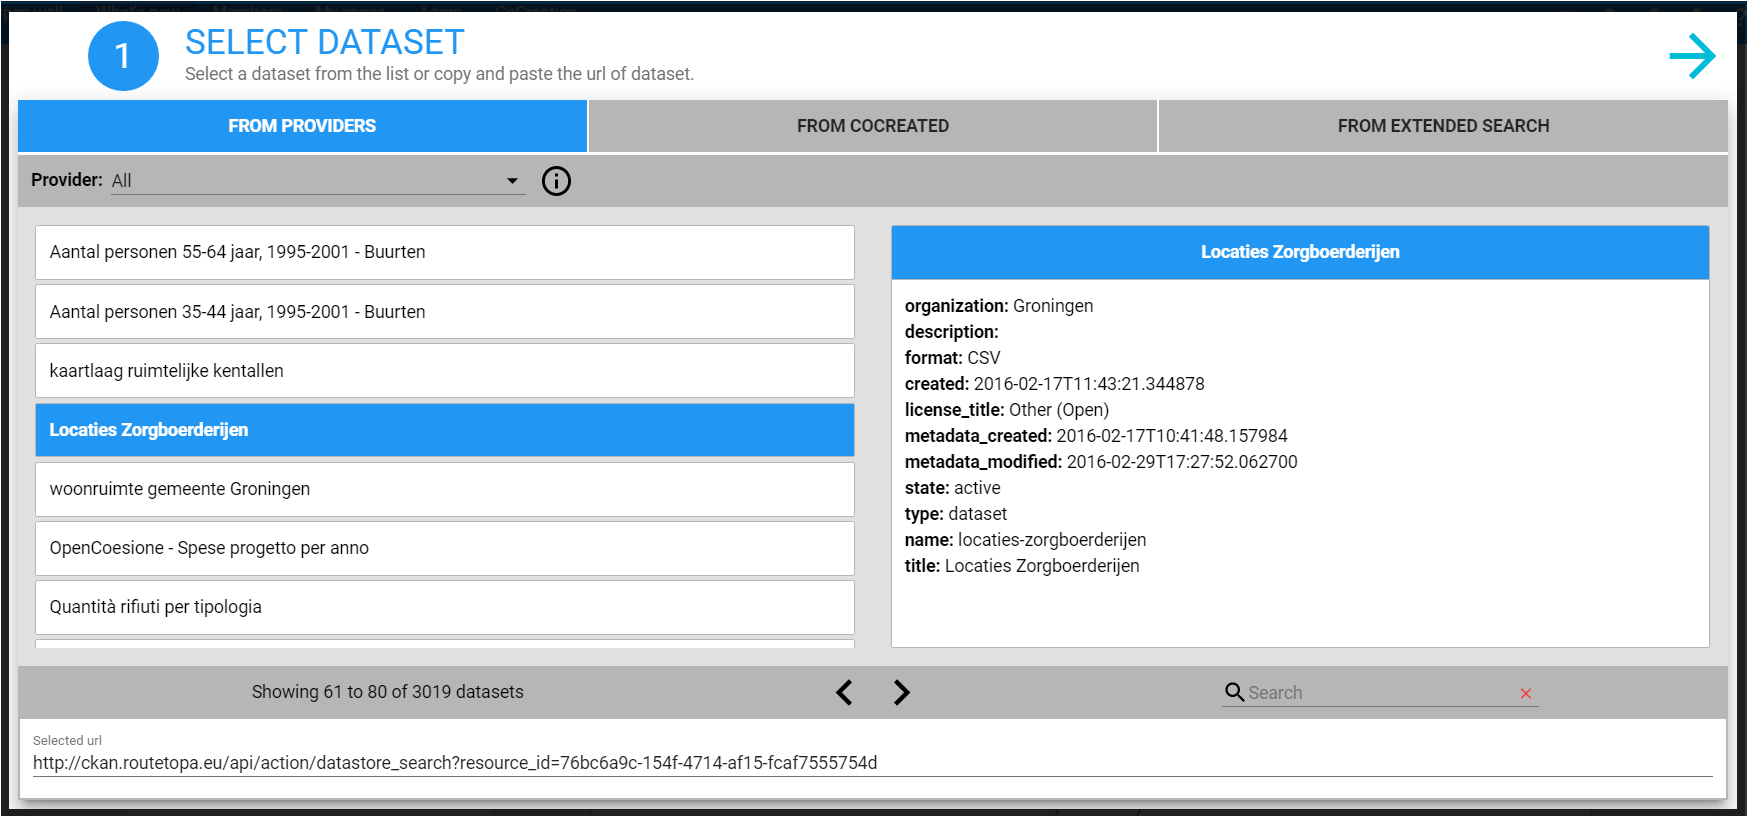 1
SELECT DATASET
Select a dataset from the list or copy and paste the url of dataset.
FROM PROVIDERS
FROM COCREATED
FROM EXTENDED SEARCH
Provider: All
Aantal personen 55-64 jaar, 1995-2001 - Buurten
Aantal personen 35-44 jaar, 1995-2001 - Buurten
kaartlaag ruimtelijke kentallen
Locaties Zorgboerderijen
woonruimte gemeente Groningen
OpenCoesione - Spese progetto per anno
Quantità rifiuti per tipologia
Locaties Zorgboerderijen
organization: Groningen
description:
format: CSV
created: 2016-02-17T11:43:21.344878
license_title: Other (Open)
metadata_created: 2016-02-17T10:41:48.157984
metadata_modified: 2016-02-29T17:27:52.062700
state: active
type: dataset
name: locaties-zorgboerderijen
title: Locaties Zorgboerderijen
Showing 61 to 80 of 3019 datasets
Search
Selected url
http://ckan.routetopa.eu/api/action/datastore_search?resource_id=76bc6a9c-154f-4714-af15-fcaf7555754d